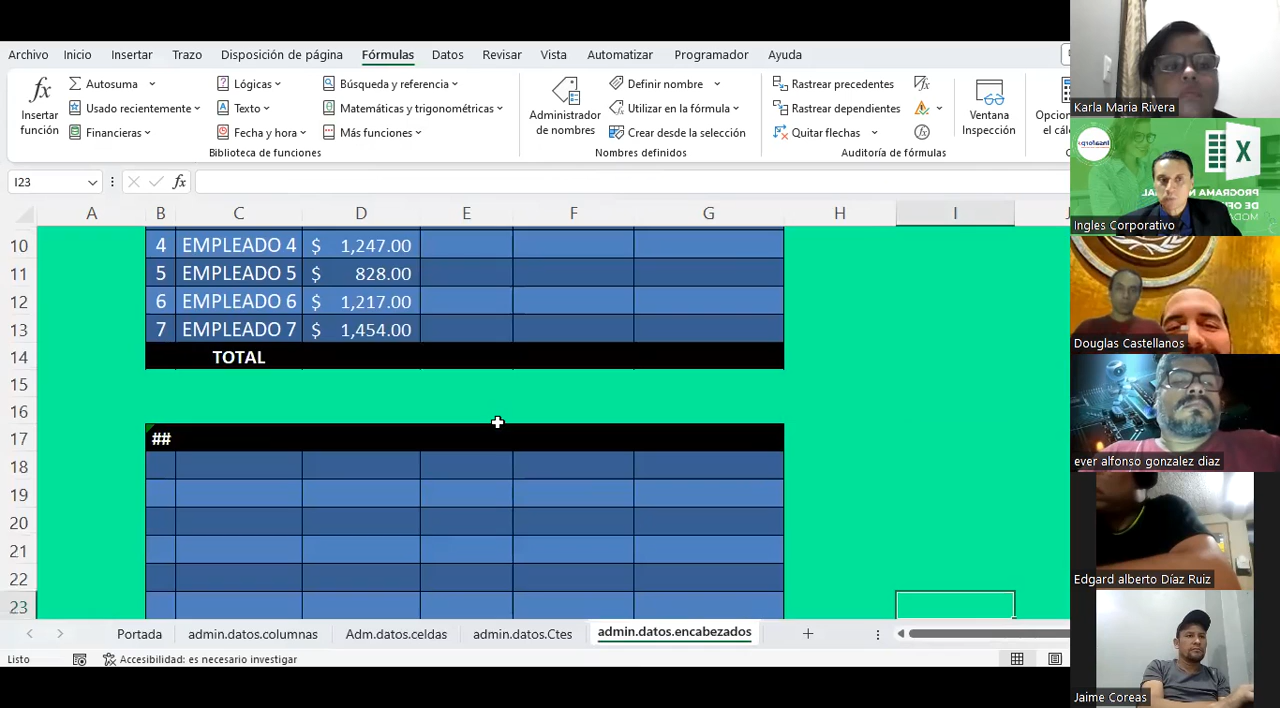 Archivo Inicio Insertar Trazo Disposición de página Fórmulas Datos Revisar Vista Automatizar Programador Ayuda
Insertar función
Autosuma
Usado recientemente
Financieras
Lógicas
Texto
Fecha y hora
Búsqueda y referencia
Matemáticas y trigonométricas
Más funciones
Biblioteca de funciones
Administrador de nombres
Definir nombre
Utilizar en la fórmula
Crear desde la selección
Nombres definidos
Rastrear precedentes
Rastrear dependientes
Quitar flechas
Auditoría de fórmulas
Ventana Inspección
I23
fx
A B C D E F G H I
10 4 EMPLEADO 4 $ 1,247.00
11 5 EMPLEADO 5 $ 828.00
12 6 EMPLEADO 6 $ 1,217.00
13 7 EMPLEADO 7 $ 1,454.00
14 TOTAL
15
16
17 ##
18
19
20
21
22
23
Portada admin.datos.columnas Adm.datos.celdas admin.datos.Ctes admin.datos.encabezados
Listo Accesibilidad: es necesario investigar
Karla Maria Rivera
Ingles Corporativo
Douglas Castellanos
ever alfonso gonzalez diaz
Edgard alberto Díaz Ruiz
Jaime Coreas